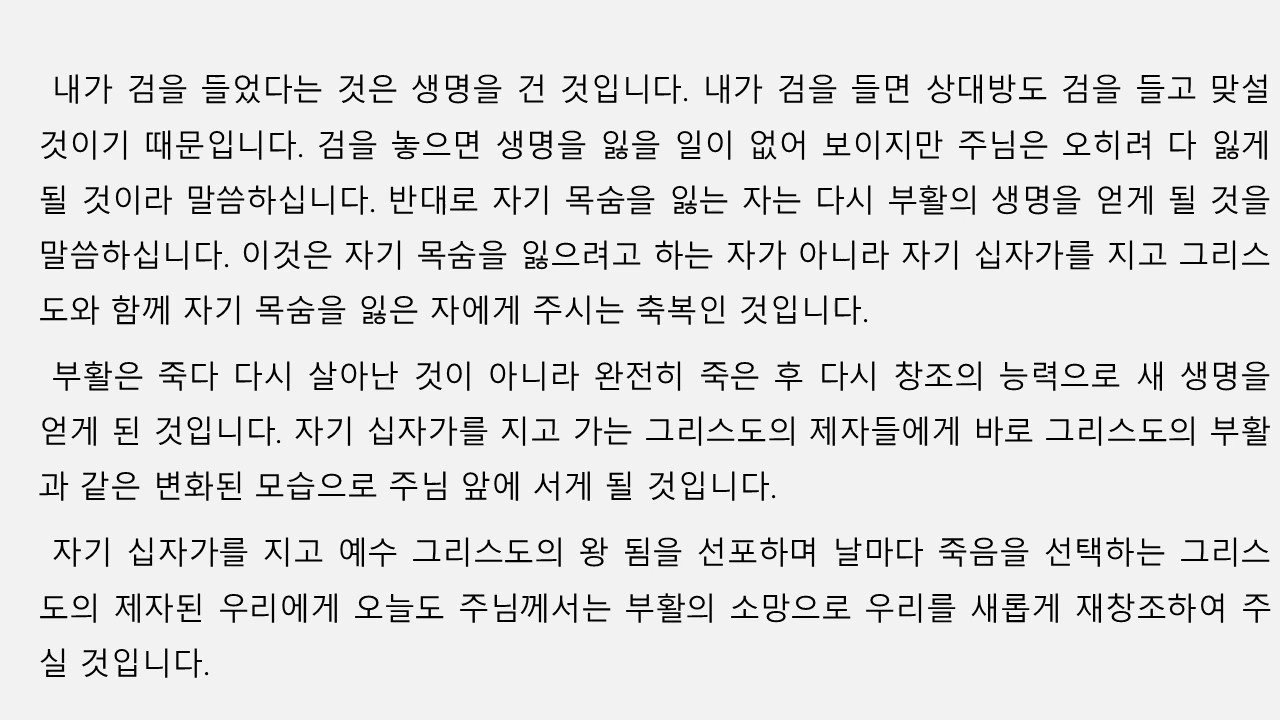 내가 검을 들었다는 것은 생명을 건 것입니다. 내가 검을 들면 상대방도 검을 들고 맞설
것이기 때문입니다. 검을 놓으면 생명을 잃을 일이 없어 보이지만 주님은 오히려 다 잃게
될 것이라 말씀하십니다. 반대로 자기 목숨을 잃는 자는 다시 부활의 생명을 얻게 될 것을
말씀하십니다. 이것은 자기 목숨을 잃으려고 하는 자가 아니라 자기 십자가를 지고 그리스
도와 함께 자기 목숨을 잃은 자에게 주시는 축복인 것입니다.
부활은 죽다 다시 살아난 것이 아니라 완전히 죽은 후 다시 창조의 능력으로 새 생명을
얻게 된 것입니다. 자기 십자가를 지고 가는 그리스도의 제자들에게 바로 그리스도의 부활
과 같은 변화된 모습으로 주님 앞에 서게 될 것입니다.
자기 십자가를 지고 예수 그리스도의 왕 됨을 선포하며 날마다 죽음을 선택하는 그리스
도의 제자된 우리에게 오늘도 주님께서는 부활의 소망으로 우리를 새롭게 재창조하여 주
실 것입니다.